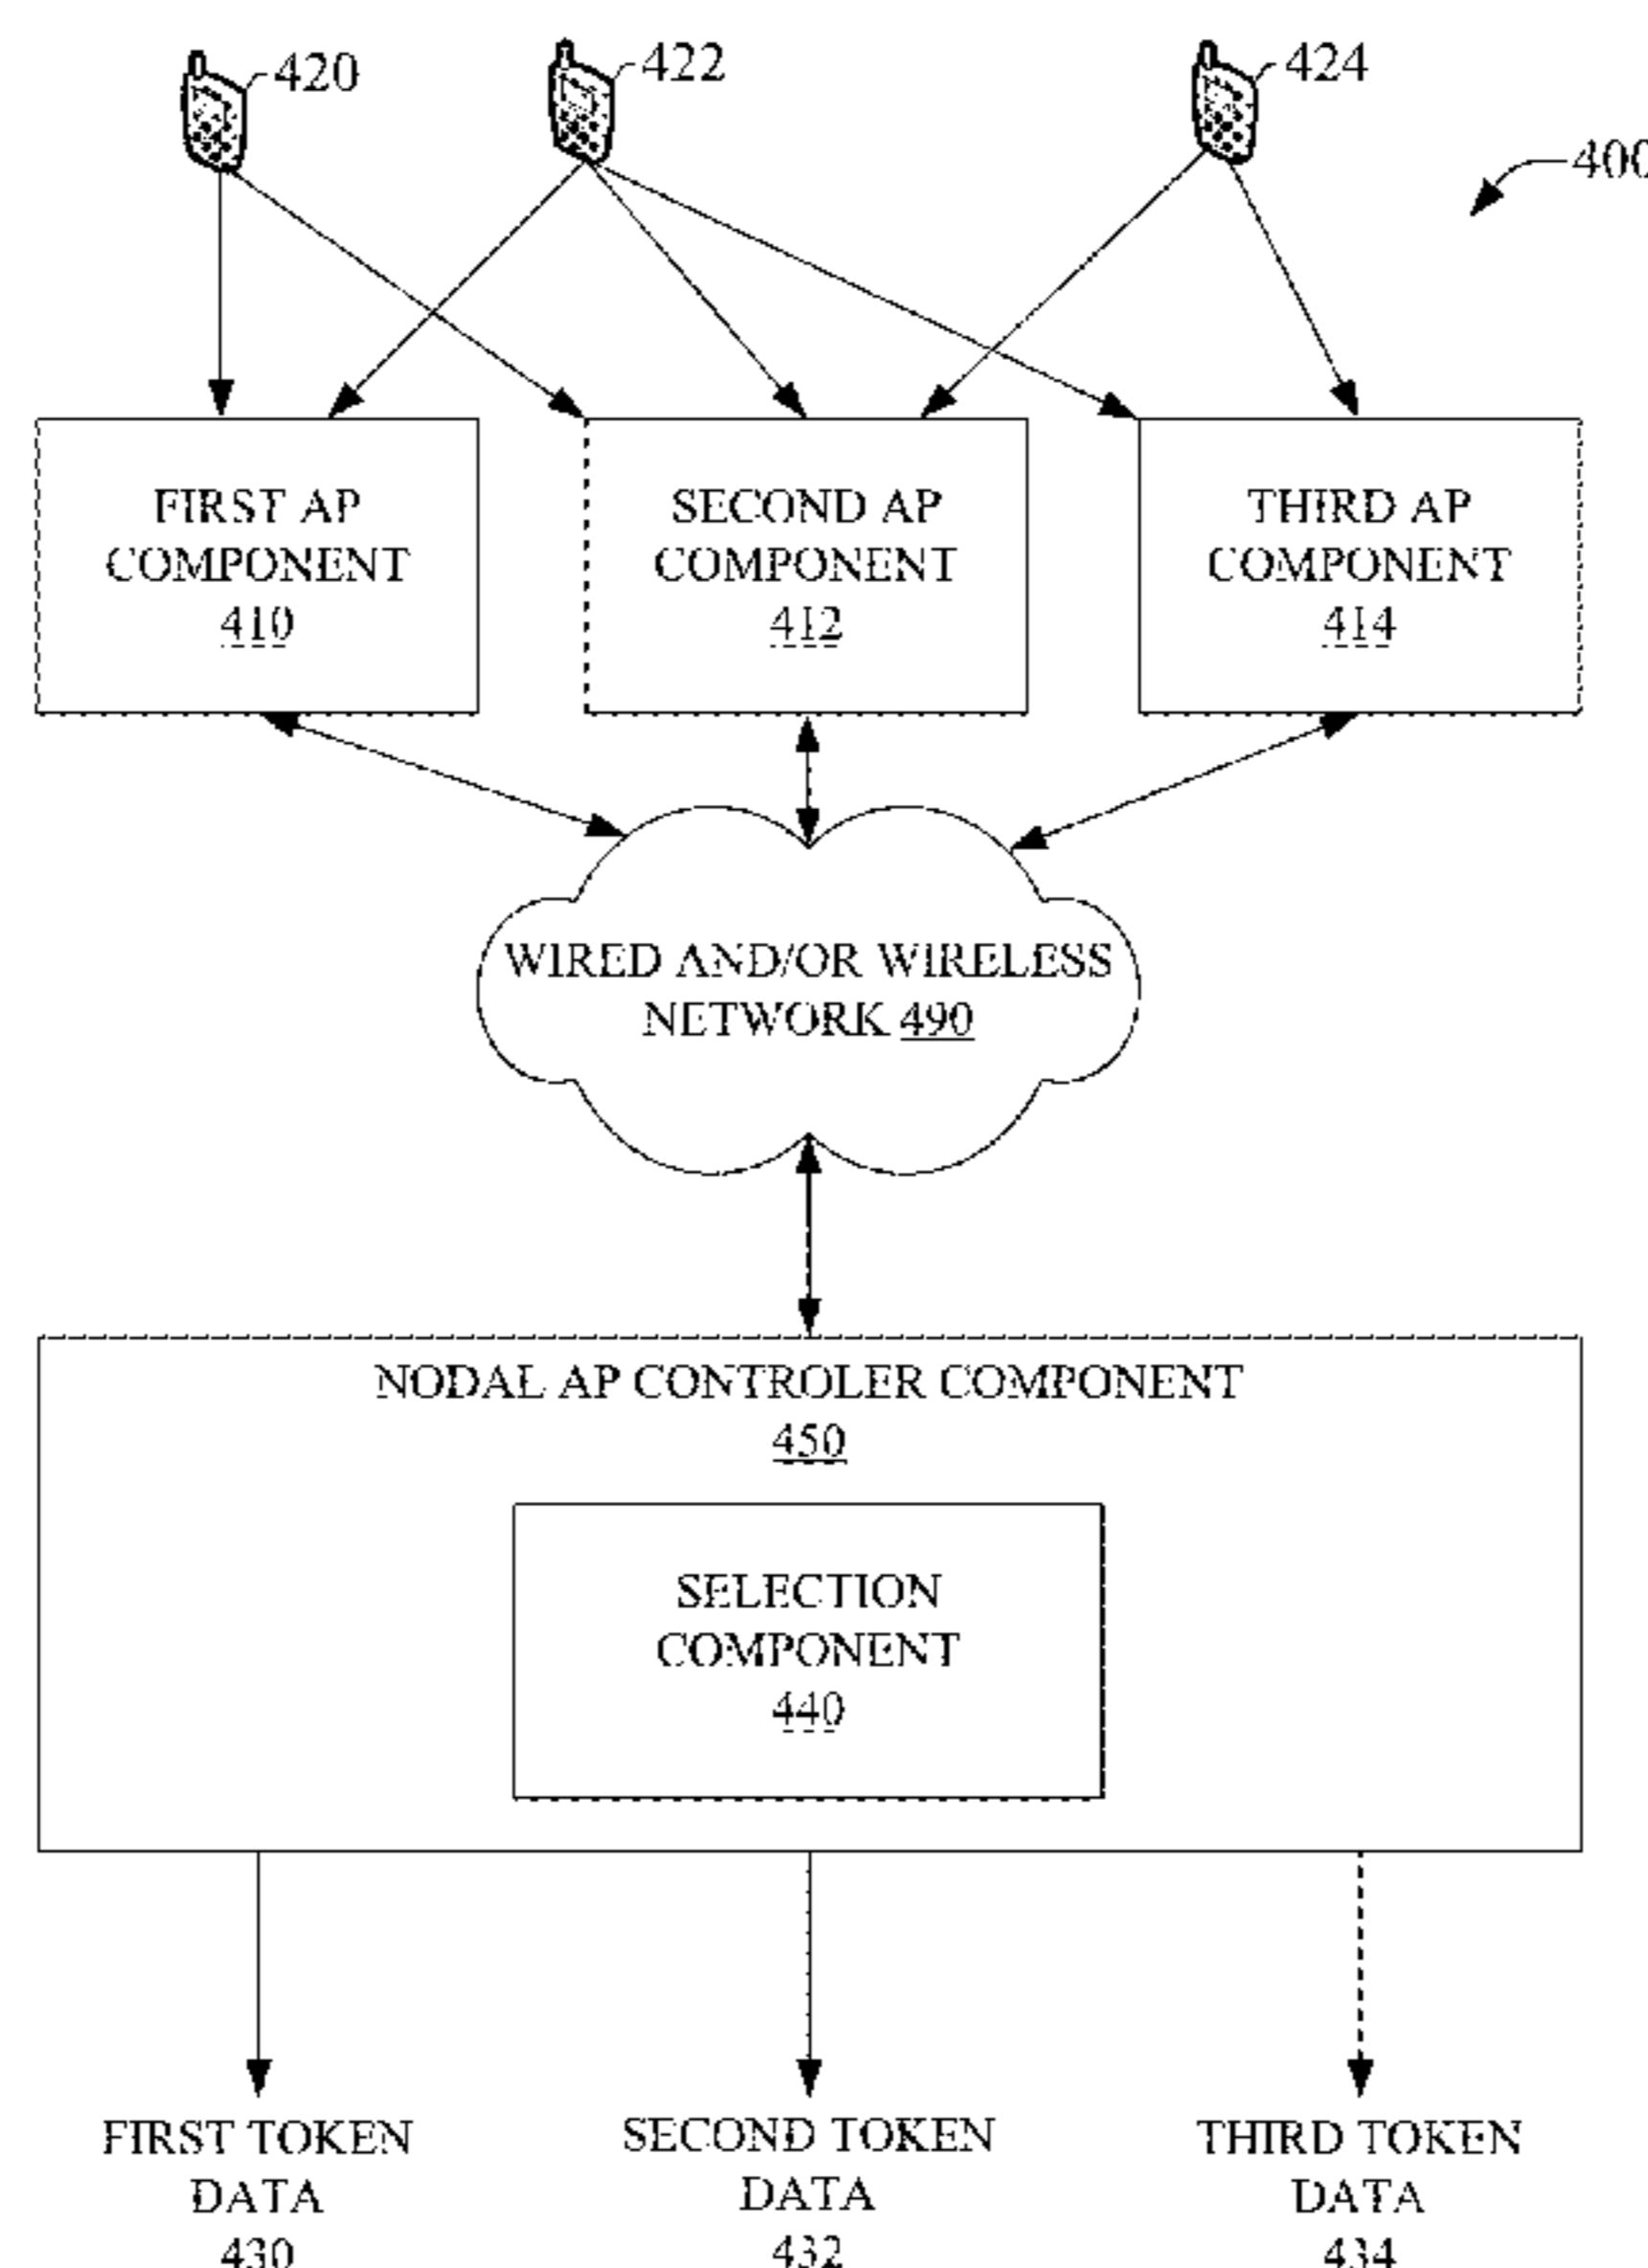 420
422
424
400
FIRST AP
COMPONENT
410
SECOND AP
COMPONENT
412
THIRD AP
COMPONENT
414
WIRED AND/OR WIRELESS
NETWORK 490
NODAL AP CONTROLER COMPONENT
450
SELECTION
COMPONENT
440
FIRST TOKEN
DATA
430
SECOND TOKEN
DATA
432
THIRD TOKEN
DATA
434